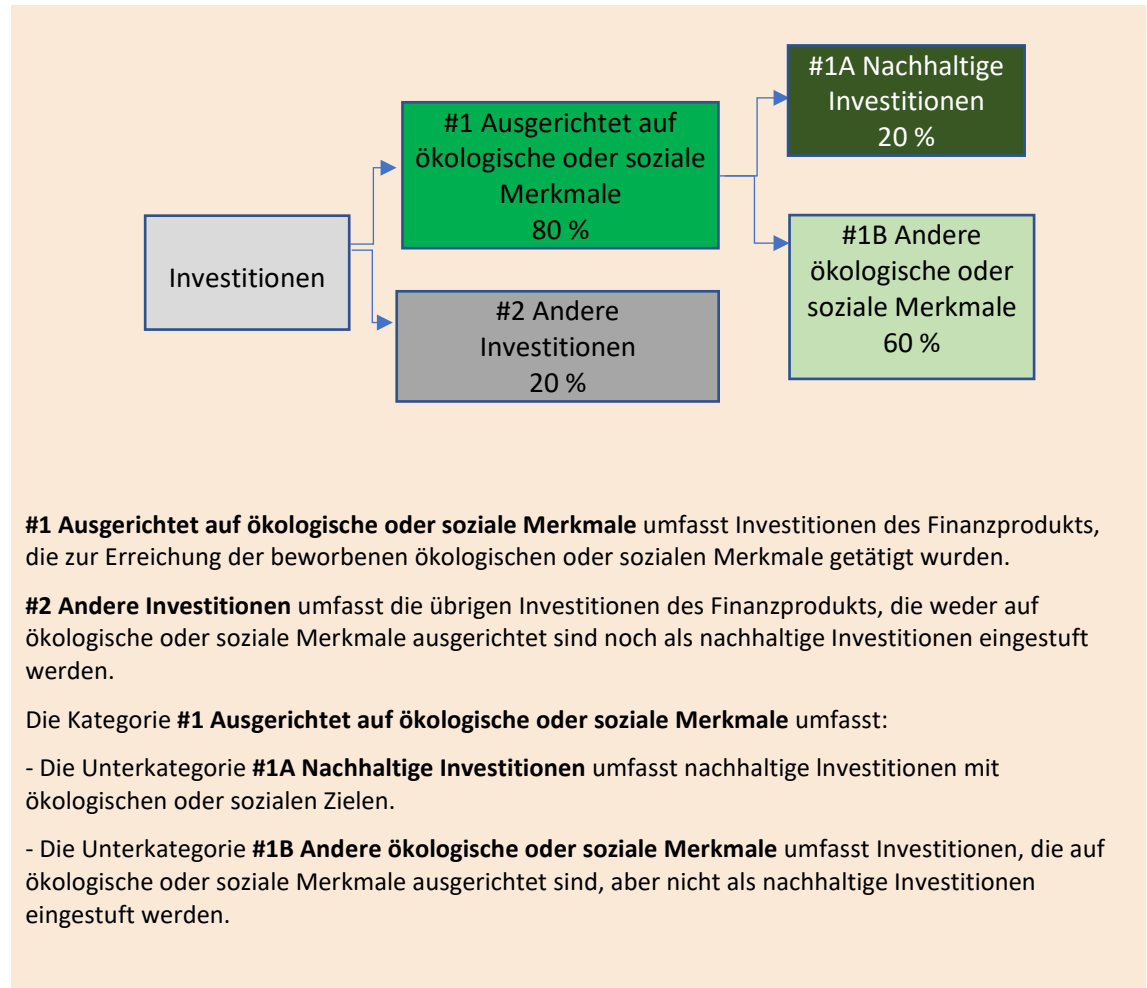 #1A Nachhaltige
Investitionen
20 %
#1 Ausgerichtet auf
ökologische oder soziale
Merkmale
80 %
#1B Andere
ökologische oder
soziale Merkmale
60 %
Investitionen
#2 Andere
Investitionen
20 %
#1 Ausgerichtet auf ökologische oder soziale Merkmale umfasst Investitionen des Finanzprodukts,
die zur Erreichung der beworbenen ökologischen oder sozialen Merkmale getätigt wurden.
#2 Andere Investitionen umfasst die übrigen Investitionen des Finanzprodukts, die weder auf
ökologische oder soziale Merkmale ausgerichtet sind noch als nachhaltige Investitionen eingestuft
werden.
Die Kategorie #1 Ausgerichtet auf ökologische oder soziale Merkmale umfasst:
- Die Unterkategorie #1A Nachhaltige Investitionen umfasst nachhaltige Investitionen mit
ökologischen oder sozialen Zielen.
- Die Unterkategorie #1B Andere ökologische oder soziale Merkmale umfasst Investitionen, die auf
ökologische oder soziale Merkmale ausgerichtet sind, aber nicht als nachhaltige Investitionen
eingestuft werden.